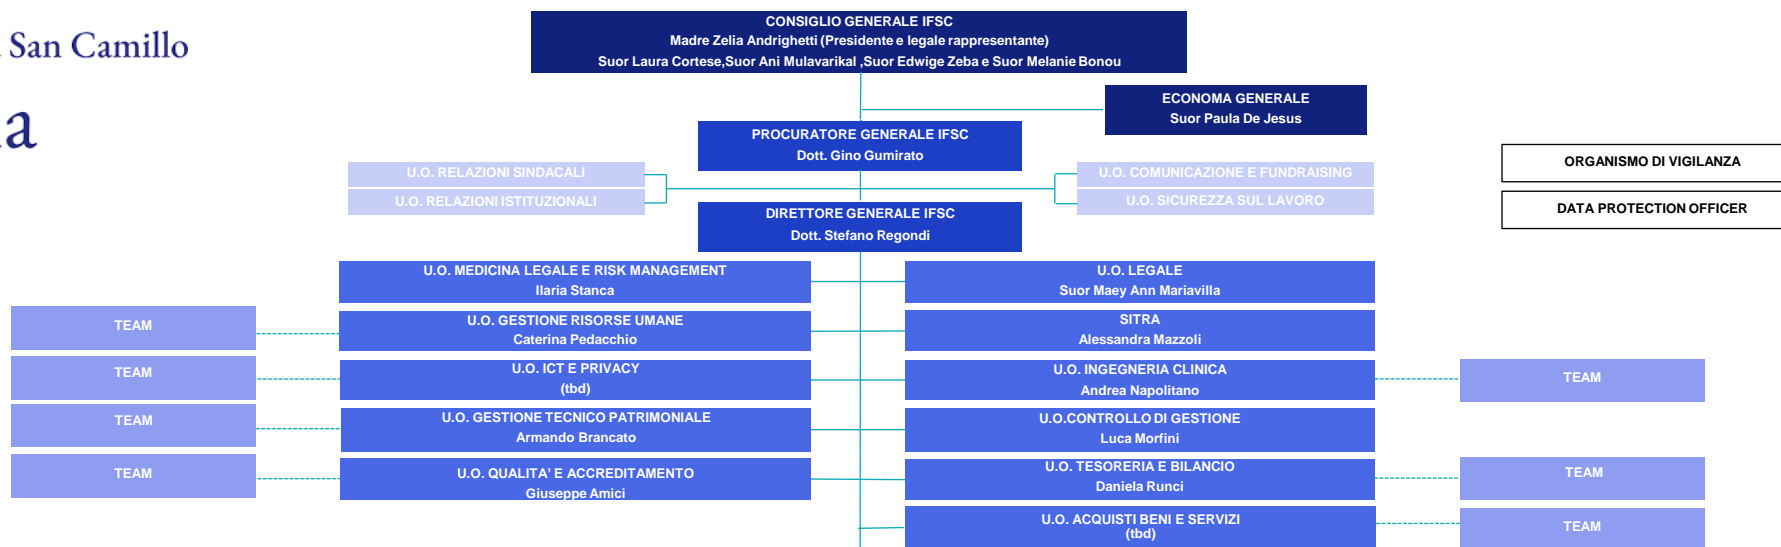 San Camillo
CONSIGLIO GENERALE IFSC
Madre Zelia Andrighetti (Presidente e legale rappresentante)
Suor Laura Cortese,Suor Ani Mulavarikal ,Suor Edwige Zeba e Suor Melanie Bonou
ECONOMA GENERALE
Suor Paula De Jesus
PROCURATORE GENERALE IFSC
Dott. Gino Gumirato
ORGANISMO DI VIGILANZA
DATA PROTECTION OFFICER
U.O. RELAZIONI SINDACALI
U.O. RELAZIONI ISTITUZIONALI
U.O. COMUNICAZIONE E FUNDRAISING
U.O. SICUREZZA SUL LAVORO
DIRETTORE GENERALE IFSC
Dott. Stefano Regondi
U.O. MEDICINA LEGALE E RISK MANAGEMENT
Ilaria Stanca
U.O. LEGALE
Suor Maey Ann Mariavilla
TEAM
U.O. GESTIONE RISORSE UMANE
Caterina Pedacchio
SITRA
Alessandra Mazzoli
TEAM
U.O. ICT E PRIVACY
(tbd)
U.O. INGEGNERIA CLINICA
Andrea Napolitano
TEAM
TEAM
U.O. GESTIONE TECNICO PATRIMONIALE
Armando Brancato
U.O.CONTROLLO DI GESTIONE
Luca Morfini
TEAM
U.O. QUALITA' E ACCREDITAMENTO
Giuseppe Amici
U.O. TESORERIA E BILANCIO
Daniela Runci
TEAM
U.O. ACQUISTI BENI E SERVIZI
(tbd)
TEAM